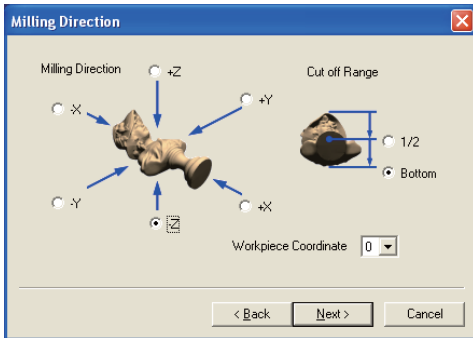 Milling Direction
Milling Direction
+Z
Cut off Range
-X
+Y
1/2
Bottom
-Y
-Z
+X
Workpiece Coordinate 0
< Back Next > Cancel